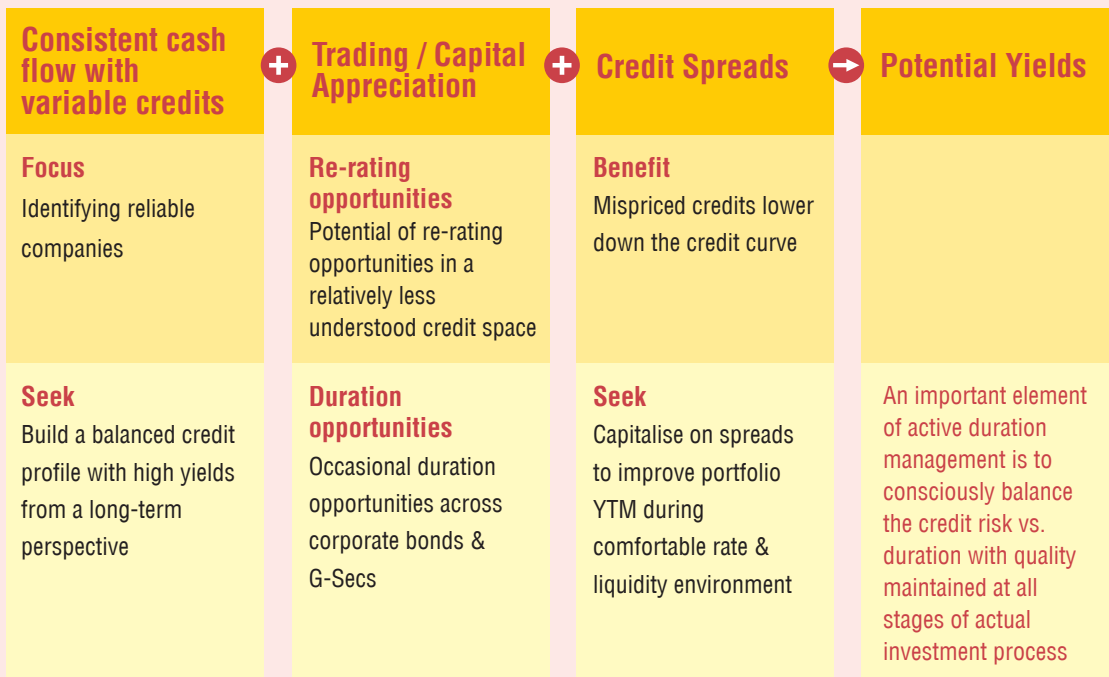 Consistent cash
flow with
variable credits
+
Trading / Capital
Appreciation
+
Credit Spreads
→
Potential Yields
Focus
Identifying reliable
companies
Re-rating
opportunities
Potential of re-rating
opportunities in a
relatively less
understood credit space
Benefit
Mispriced credits lower
down the credit curve
Seek
Build a balanced credit
profile with high yields
from a long-term
perspective
Duration
opportunities
Occasional duration
opportunities across
corporate bonds &
G-Secs
Seek
Capitalise on spreads
to improve portfolio
YTM during
comfortable rate &
liquidity environment
An important element
of active duration
management is to
consciously balance
the credit risk vs.
duration with quality
maintained at all
stages of actual
investment process